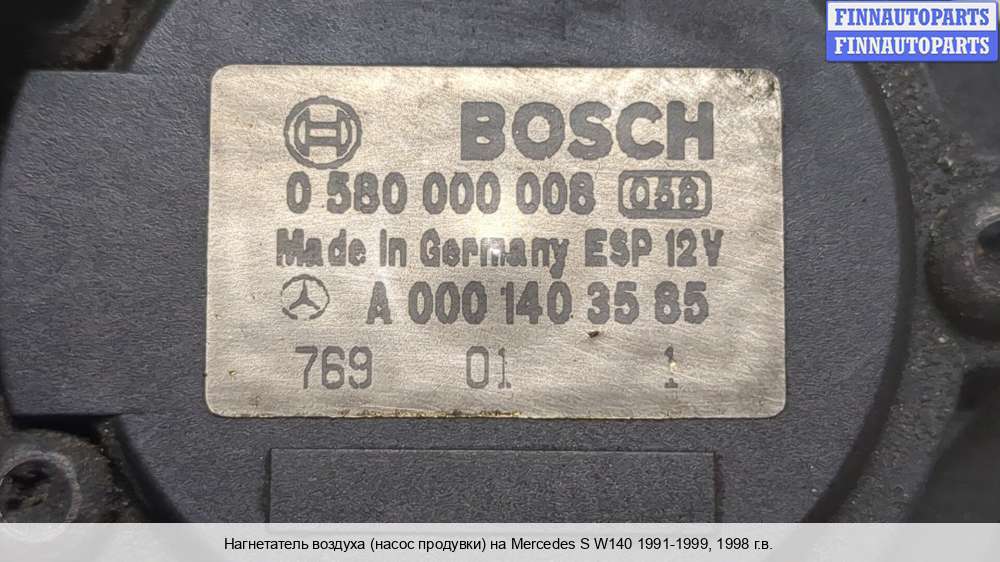 FINNAUTOPARTS
FINNAUTOPARTS
BOSCH
0 580 000 008 038
Made in Germany ESP 12V
A 000 140 35 85
769 01 1
Нагнетатель воздуха (насос продувки) на Mercedes S W140 1991-1999, 1998 г.в.